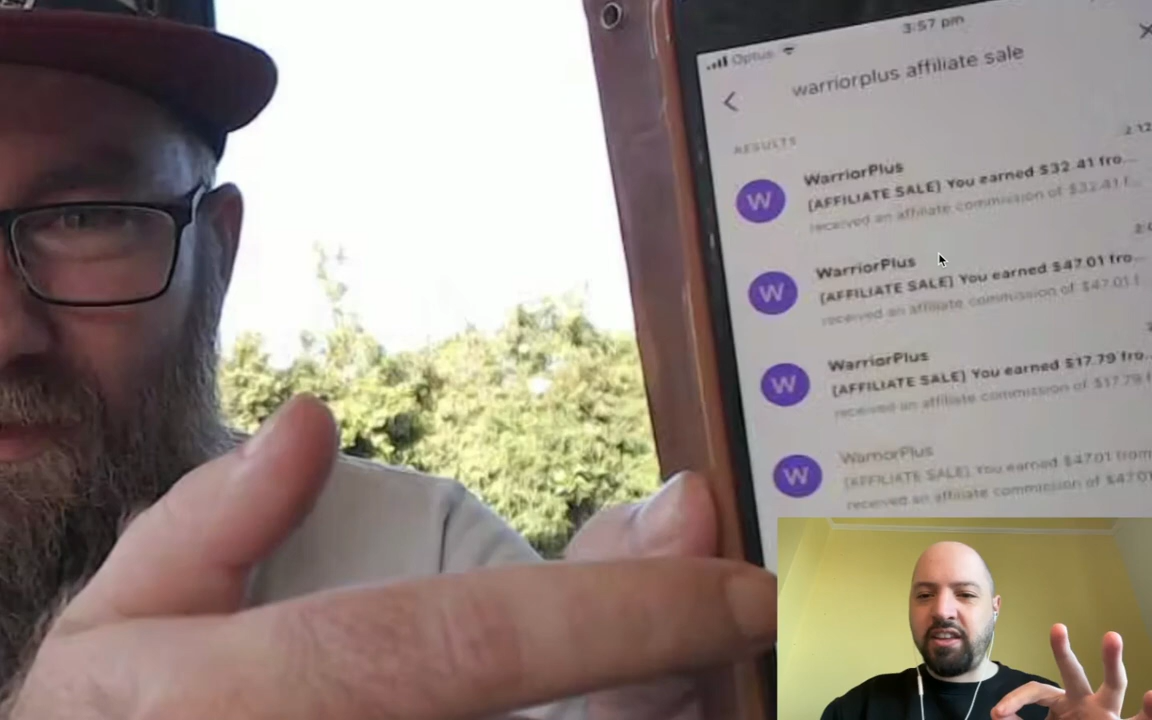 3:57 pm
Optus
warriorplus affiliate sale
RESULTS
2:12
WarriorPlus
[AFFILIATE SALE] You earned $32.41 fro...
received an affiliate commission of $32.41 f...
W
WarriorPlus
[AFFILIATE SALE] You earned $47.01 fro...
received an affiliate commission of $47.01 f
W
WarriorPlus
[AFFILIATE SALE] You earned $17.79 fro...
received an affiliate commission of $17.79 f
W
WarriorPlus
[AFFILIATE SALE] You earned $47.01 from
received an affiliate commission of $47.01
W